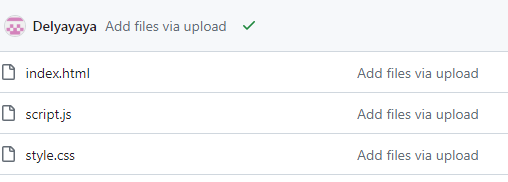 Delyayaya Add files via upload
index.html Add files via upload
script.js Add files via upload
style.css Add files via upload